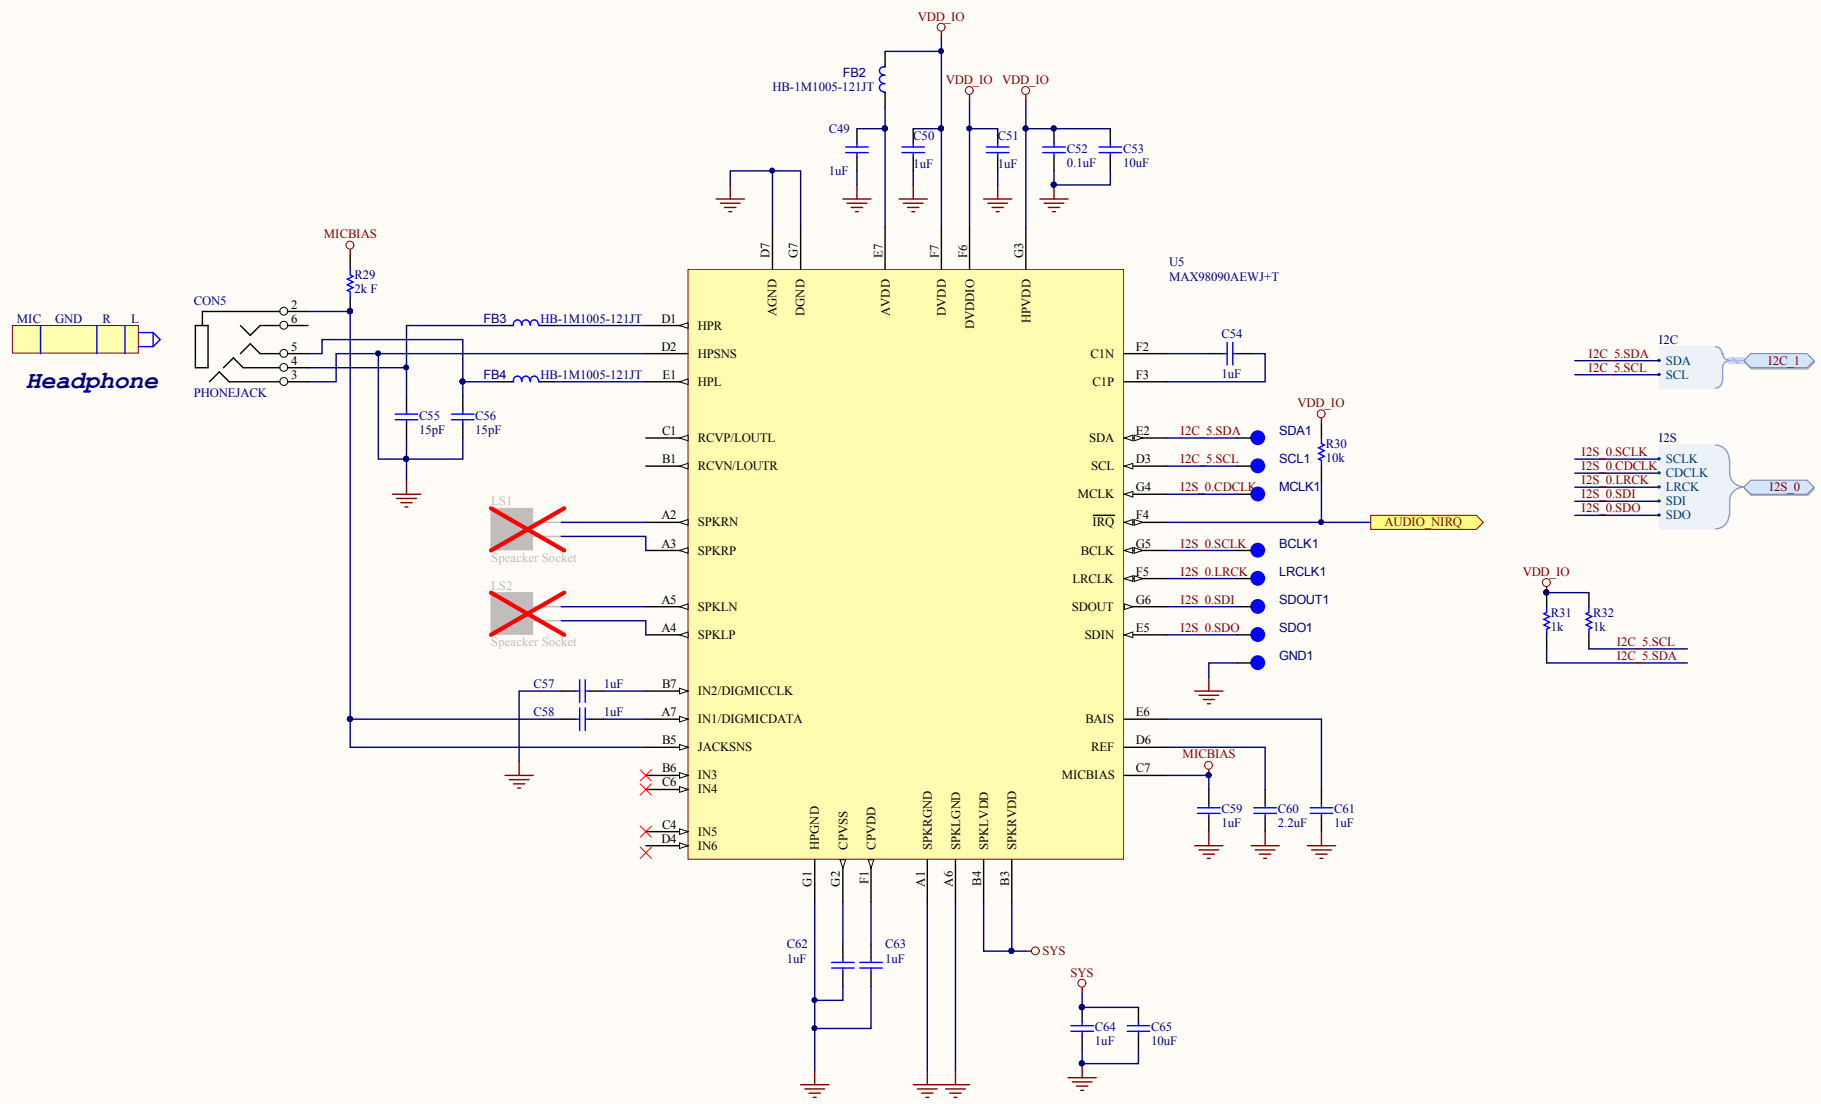 VDD_IO
FB2
HB-1M1005-121JT
VDD_IO
VDD_IO
C49
1uF
C50
1uF
C51
1uF
C52
0.1uF
C53
10uF
D7
G7
E7
F7
F6
G3
AGND
DGND
AVDD
DVDD
DVDDIO
HPVDD
U5
MAX98090AEWJ+T
MICBIAS
R29
2k F
CON5
2
6
5
4
3
PHONEJACK
MIC GND R L
Headphone
FB3 HB-1M1005-121JT D1 HPR
D2 HPSNS
FB4 HB-1M1005-121JT E1 HPL
C55
15pF
C56
15pF
C1 RCVP/LOUTL
B1 RCVN/LOUTR
LS1
A2 SPKRN
A3 SPKRP
Speacker Socket
LS2
A5 SPKLN
A4 SPKLP
Speacker Socket
C57 1uF B7 IN2/DIGMICCLK
C58 1uF A7 IN1/DIGMICDATA
B5 JACKSNS
B6 IN3
C6 IN4
C4 IN5
D4 IN6
C54
1uF
C1N F2
C1P F3
VDD_IO
R30
10k
SDA E2 I2C_5.SDA SDA1
SCL D3 I2C_5.SCL SCL1
MCLK G4 I2S_0.CDCLK MCLK1
IRQ F4 AUDIO_NIRQ
BCLK G5 I2S_0.SCLK BCLK1
LRCLK F5 I2S_0.LRCK LRCLK1
SDOUT G6 I2S_0.SDI SDOUT1
SDIN E5 I2S_0.SDO SDO1
GND1
BAIS E6
REF D6
MICBIAS
MICBIAS C7
C59
1uF
C60
2.2uF
C61
1uF
HPGND
CPVSS
CPVDD
SPKRGND
SPKLGND
SPKLVDD
SPKRVDD
G1
G2
F1
A1
A6
B4
B3
C62
1uF
C63
1uF
SYS
SYS
C64
1uF
C65
10uF
I2C
I2C_5.SDA SDA
I2C_5.SCL SCL
I2C_1
I2S
I2S_0.SCLK SCLK
I2S_0.CDCLK CDCLK
I2S_0.LRCK LRCK
I2S_0.SDI SDI
I2S_0.SDO SDO
I2S_0
VDD_IO
R31
1k
R32
1k
I2C_5.SCL
I2C_5.SDA